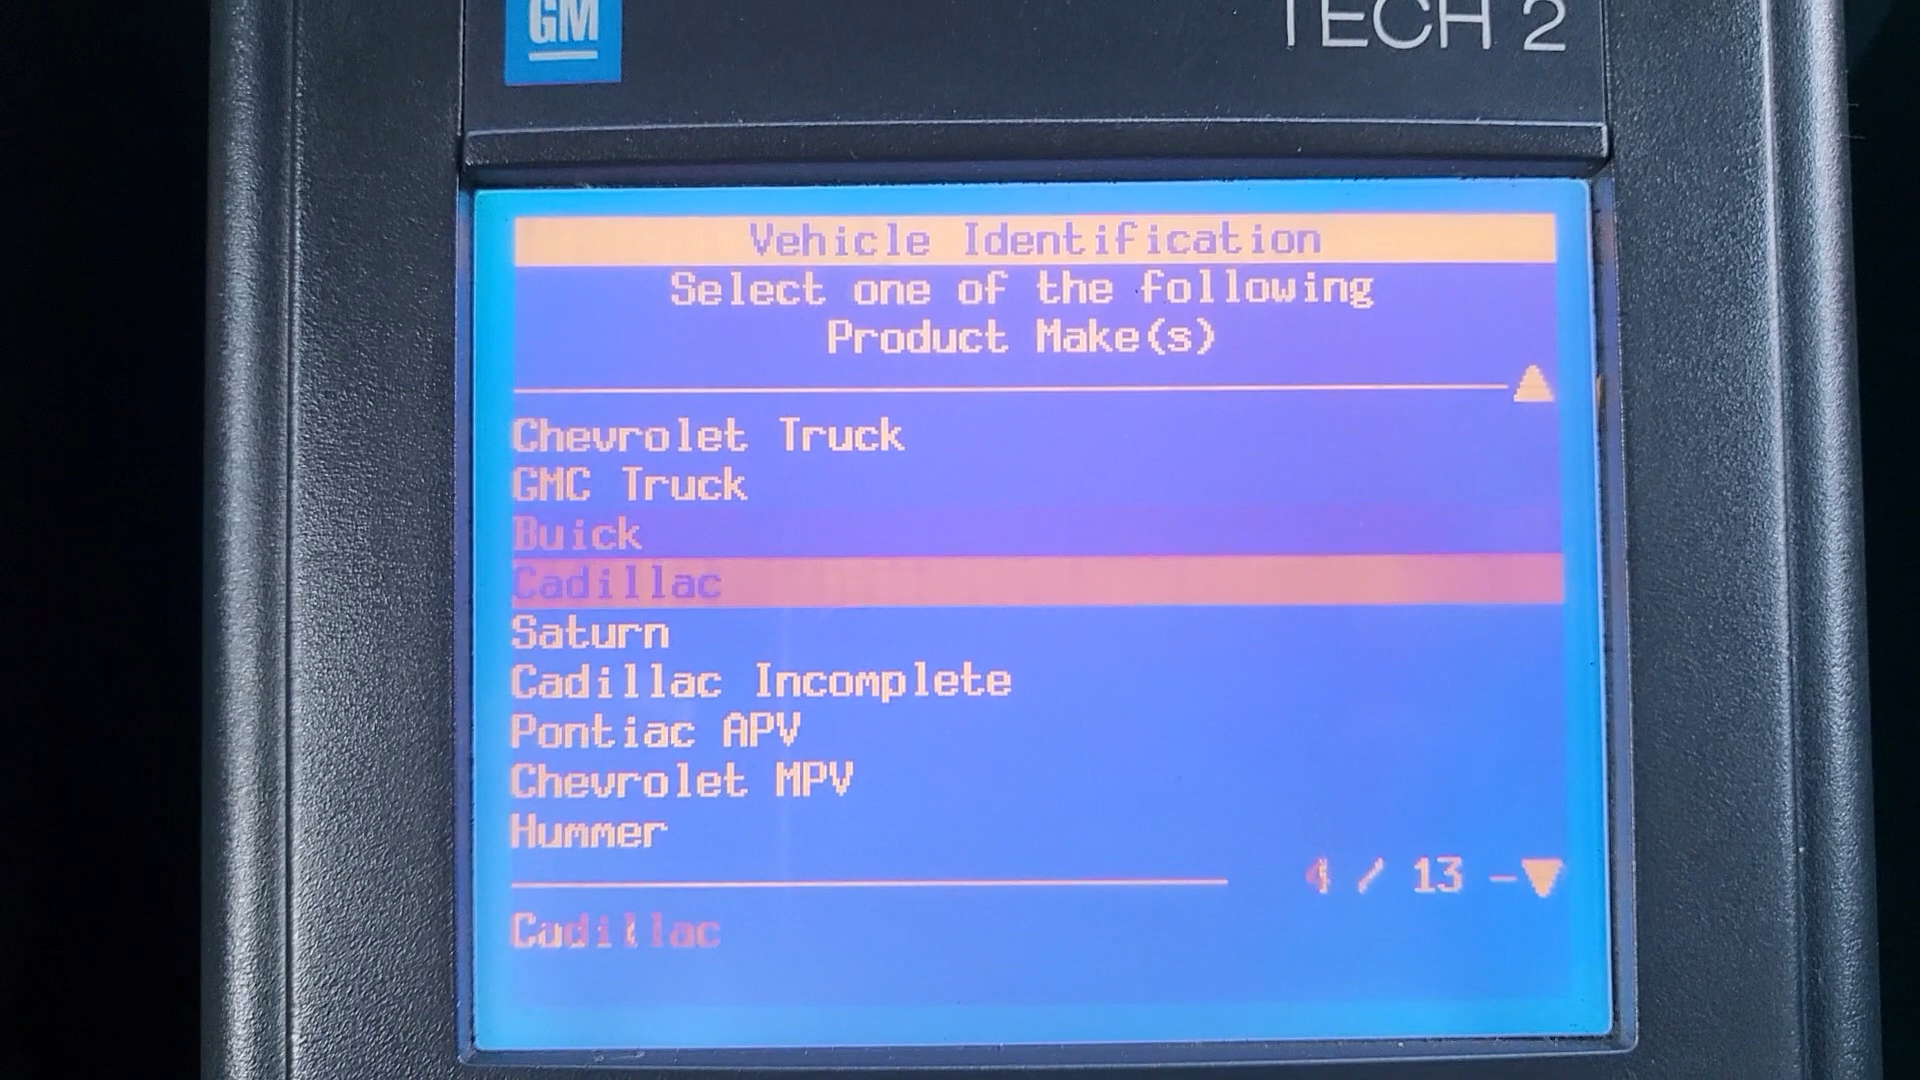 GM
TECH 2
Vehicle Identification
Select one of the following
Product Make(s)
Chevrolet Truck
GMC Truck
Buick
Cadillac
Saturn
Cadillac Incomplete
Pontiac APV
Chevrolet MPV
Hummer
4 / 13
Cadillac